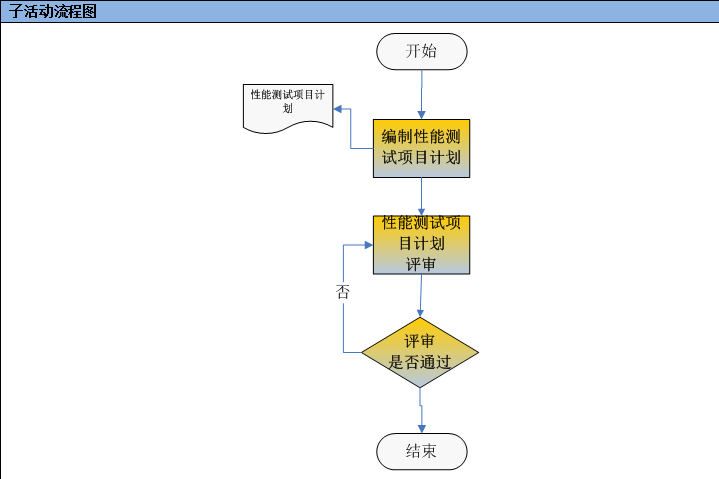 子活动流程图
开始
性能测试项目计
划
编制性能测
试项目计划
性能测试项
目计划
评审
否
评审
是否通过
结束